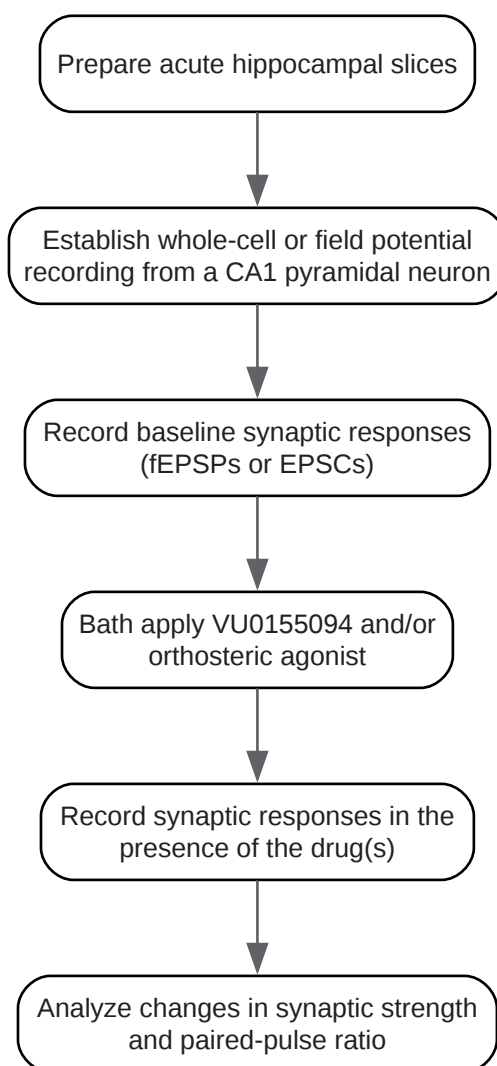 Prepare acute hippocampal slices
Establish whole-cell or field potential
recording from a CA1 pyramidal neuron
Record baseline synaptic responses
(fEPSPs or EPSCs)
Bath apply VU0155094 and/or
orthosteric agonist
Record synaptic responses in the
presence of the drug(s)
Analyze changes in synaptic strength
and paired-pulse ratio